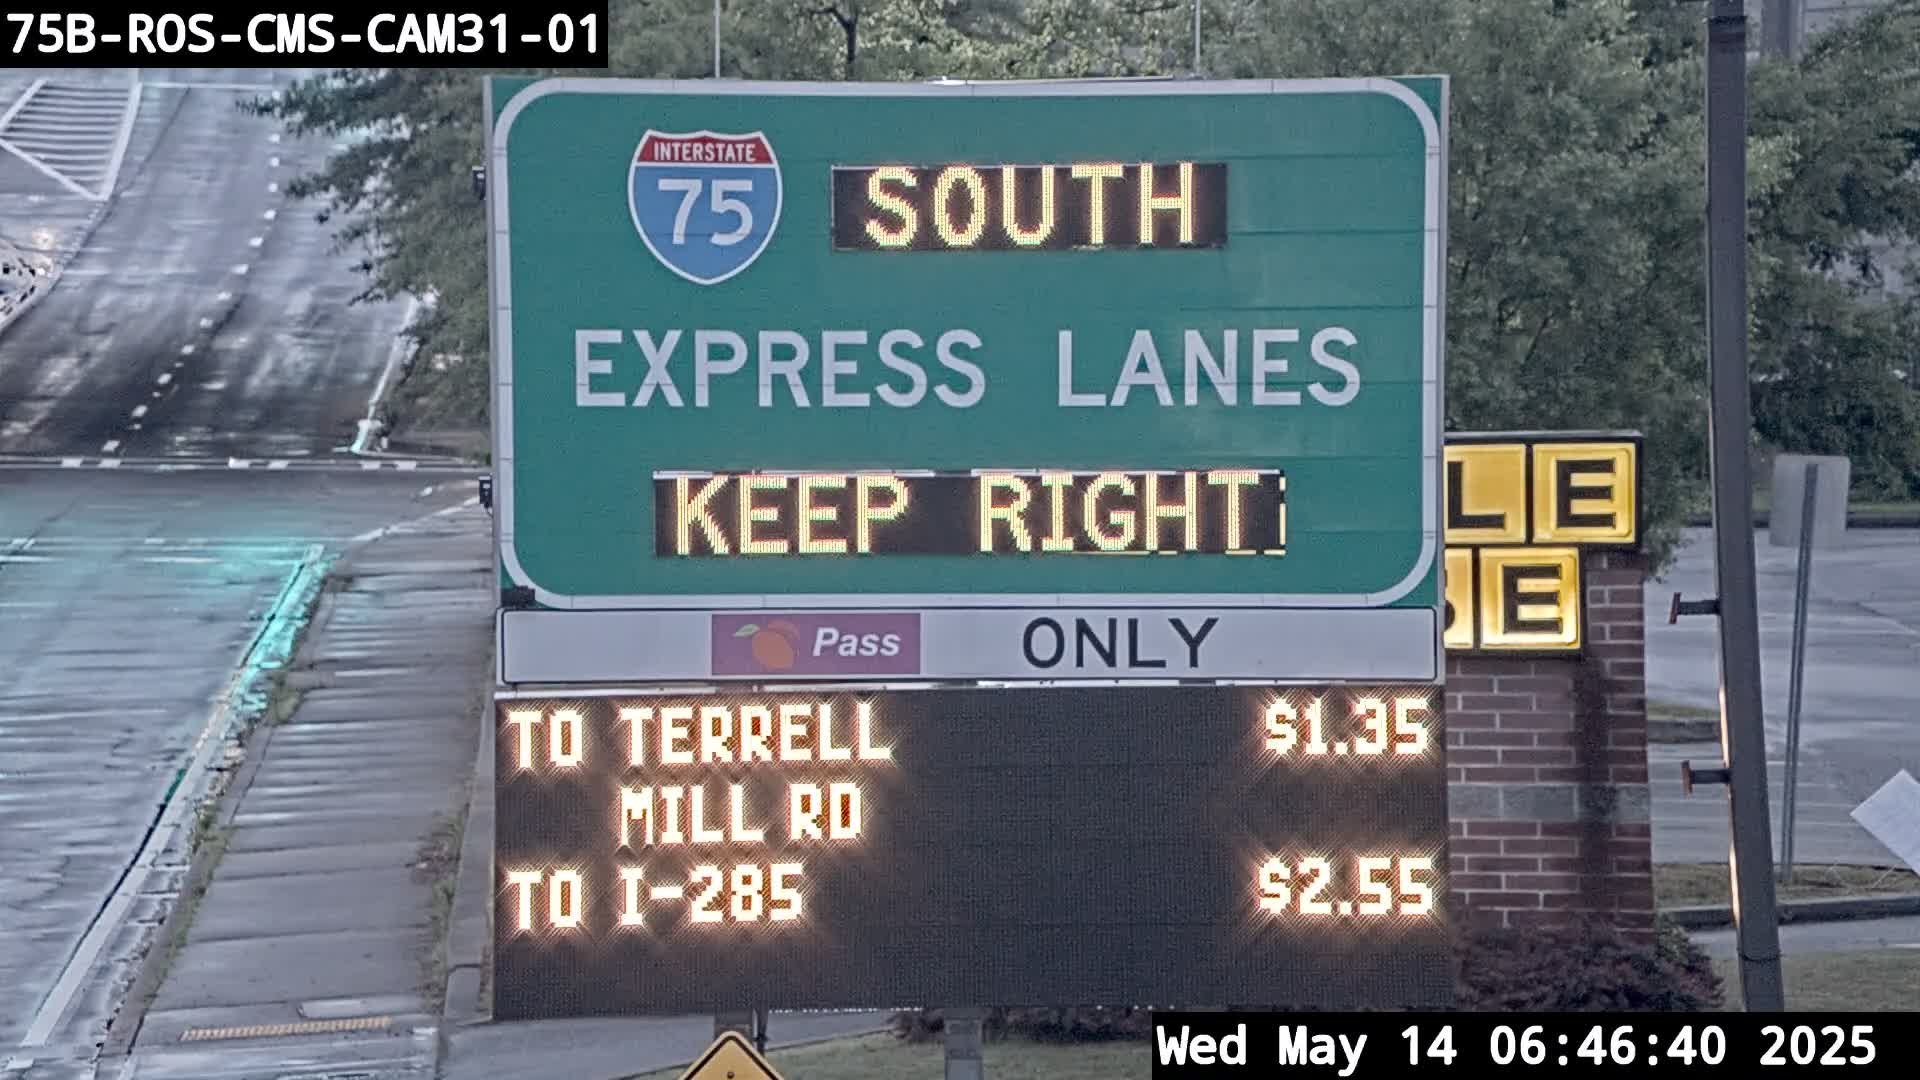 75B-ROS-CMS-CAM31-01
INTERSTATE
75
SOUTH
EXPRESS LANES
KEEP RIGHT
Pass ONLY
TO TERRELL $1.35
MILL RD
TO I-285 $2.55
LE
E
Wed May 14 06:46:40 2025